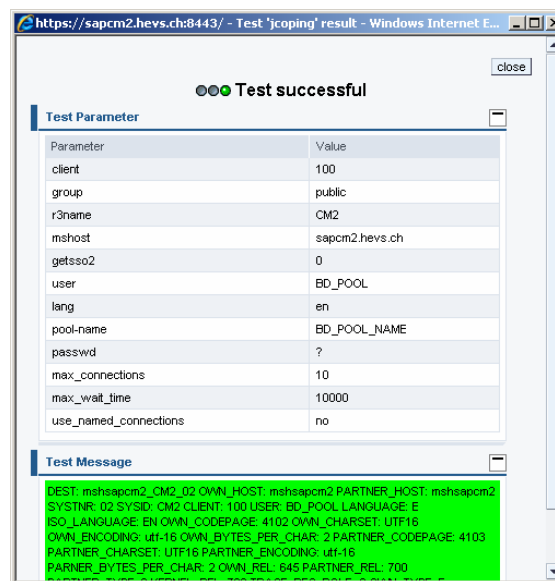 https://sapcm2.hevs.ch:8443/ - Test 'jcoping' result - Windows Internet E...
close
Test successful
Test Parameter
Parameter Value
client 100
group public
r3name CM2
mshost sapcm2.hevs.ch
getsso2 0
user BD_POOL
lang en
pool-name BD_POOL_NAME
passwd ?
max_connections 10
max_wait_time 10000
use_named_connections no
Test Message
DEST: mshsapcm2_CM2_02 OWN_HOST: mshsapcm2 PARTNER_HOST: mshsapcm2
SYSTNR: 02 SYSID: CM2 CLIENT: 100 USER: BD_POOL LANGUAGE: E
ISO_LANGUAGE: EN OWN_CODEPAGE: 4102 OWN_CHARSET: UTF16
OWN_ENCODING: utf-16 OWN_BYTES_PER_CHAR: 2 PARTNER_CODEPAGE: 4103
PARTNER_CHARSET: UTF16 PARTNER_ENCODING: utf-16
PARNER_BYTES_PER_CHAR: 2 OWN_REL: 645 PARTNER_REL: 700